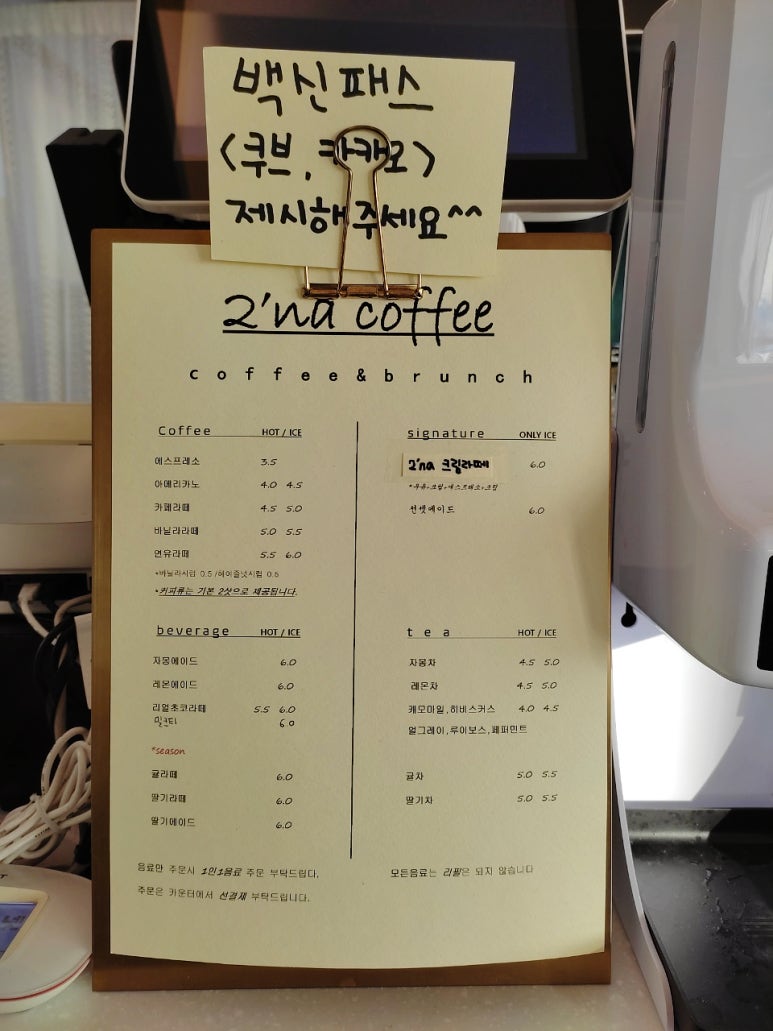 백신패스
<쿠브, 카카오>
제시해주세요^^
2'na coffee
coffee&brunch
Coffee HOT / ICE
에스프레소 3.5
아메리카노 4.0 4.5
카페라떼 4.5 5.0
바닐라라떼 5.0 5.5
연유라떼 5.5 6.0
*바닐라시럽 0.5 /헤이즐넛시럽 0.5
*커피류는 기본 2샷으로 제공됩니다.
signature ONLY ICE
2'na 크림라떼 6.0
*우유+크림+에스프레소+크림
선셋에이드 6.0
beverage HOT / ICE
자몽에이드 6.0
레몬에이드 6.0
리얼초코라떼 5.5 6.0
밀크티 6.0
*season
귤라떼 6.0
딸기라떼 6.0
딸기에이드 6.0
tea HOT / ICE
자몽차 4.5 5.0
레몬차 4.5 5.0
캐모마일,히비스커스 4.0 4.5
얼그레이,루이보스,페퍼민트
귤차 5.0 5.5
딸기차 5.0 5.5
음료만 주문시 1인1음료 주문 부탁드립다.
주문은 카운터에서 선결제 부탁드립니다.
모든음료는 리필은 되지 않습니다